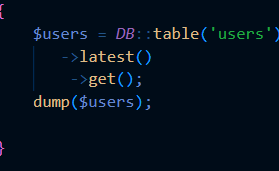 {
$users = DB::table('users')
->latest()
->get();
dump($users);
}